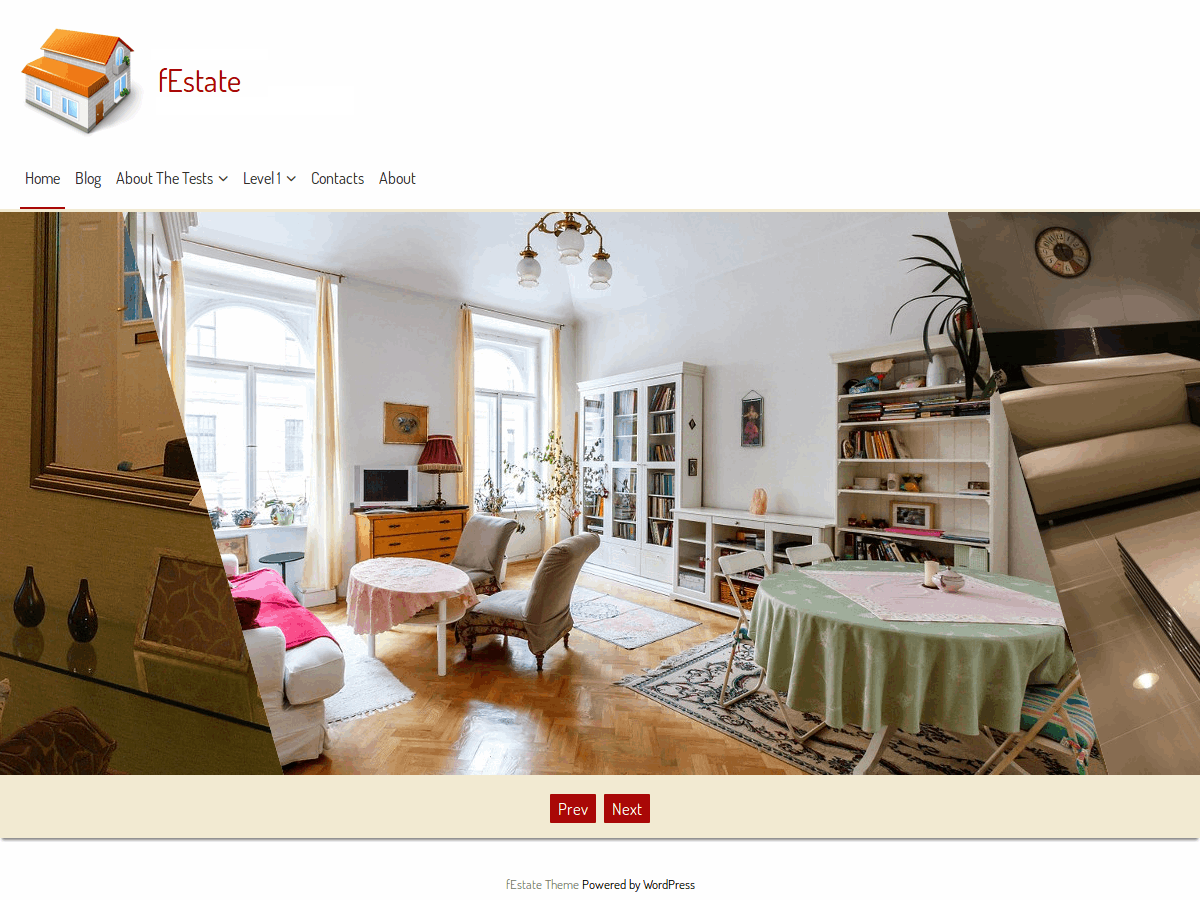 fEstate
Home Blog About The Tests Level 1 Contacts About
Prev Next
fEstate Theme Powered by WordPress